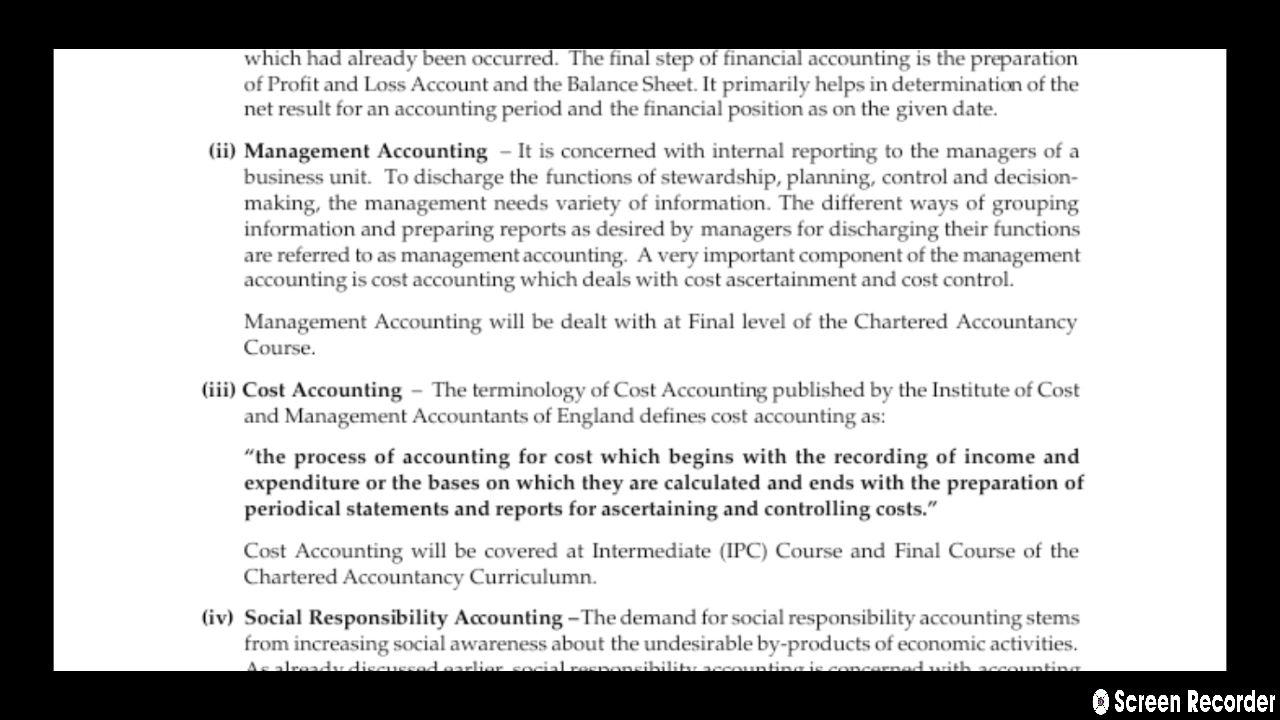 which had already been occurred. The final step of financial accounting is the preparation
of Profit and Loss Account and the Balance Sheet. It primarily helps in determination of the
net result for an accounting period and the financial position as on the given date.
(ii) Management Accounting – It is concerned with internal reporting to the managers of a
business unit. To discharge the functions of stewardship, planning, control and decision-
making, the management needs variety of information. The different ways of grouping
information and preparing reports as desired by managers for discharging their functions
are referred to as management accounting. A very important component of the management
accounting is cost accounting which deals with cost ascertainment and cost control.
Management Accounting will be dealt with at Final level of the Chartered Accountancy
Course.
(iii) Cost Accounting – The terminology of Cost Accounting published by the Institute of Cost
and Management Accountants of England defines cost accounting as:
“the process of accounting for cost which begins with the recording of income and
expenditure or the bases on which they are calculated and ends with the preparation of
periodical statements and reports for ascertaining and controlling costs.”
Cost Accounting will be covered at Intermediate (IPC) Course and Final Course of the
Chartered Accountancy Curriculumn.
(iv) Social Responsibility Accounting –The demand for social responsibility accounting stems
from increasing social awareness about the undesirable by-products of economic activities.
As already discussed earlier, social responsibility accounting is concerned with accounting
Screen Recorder